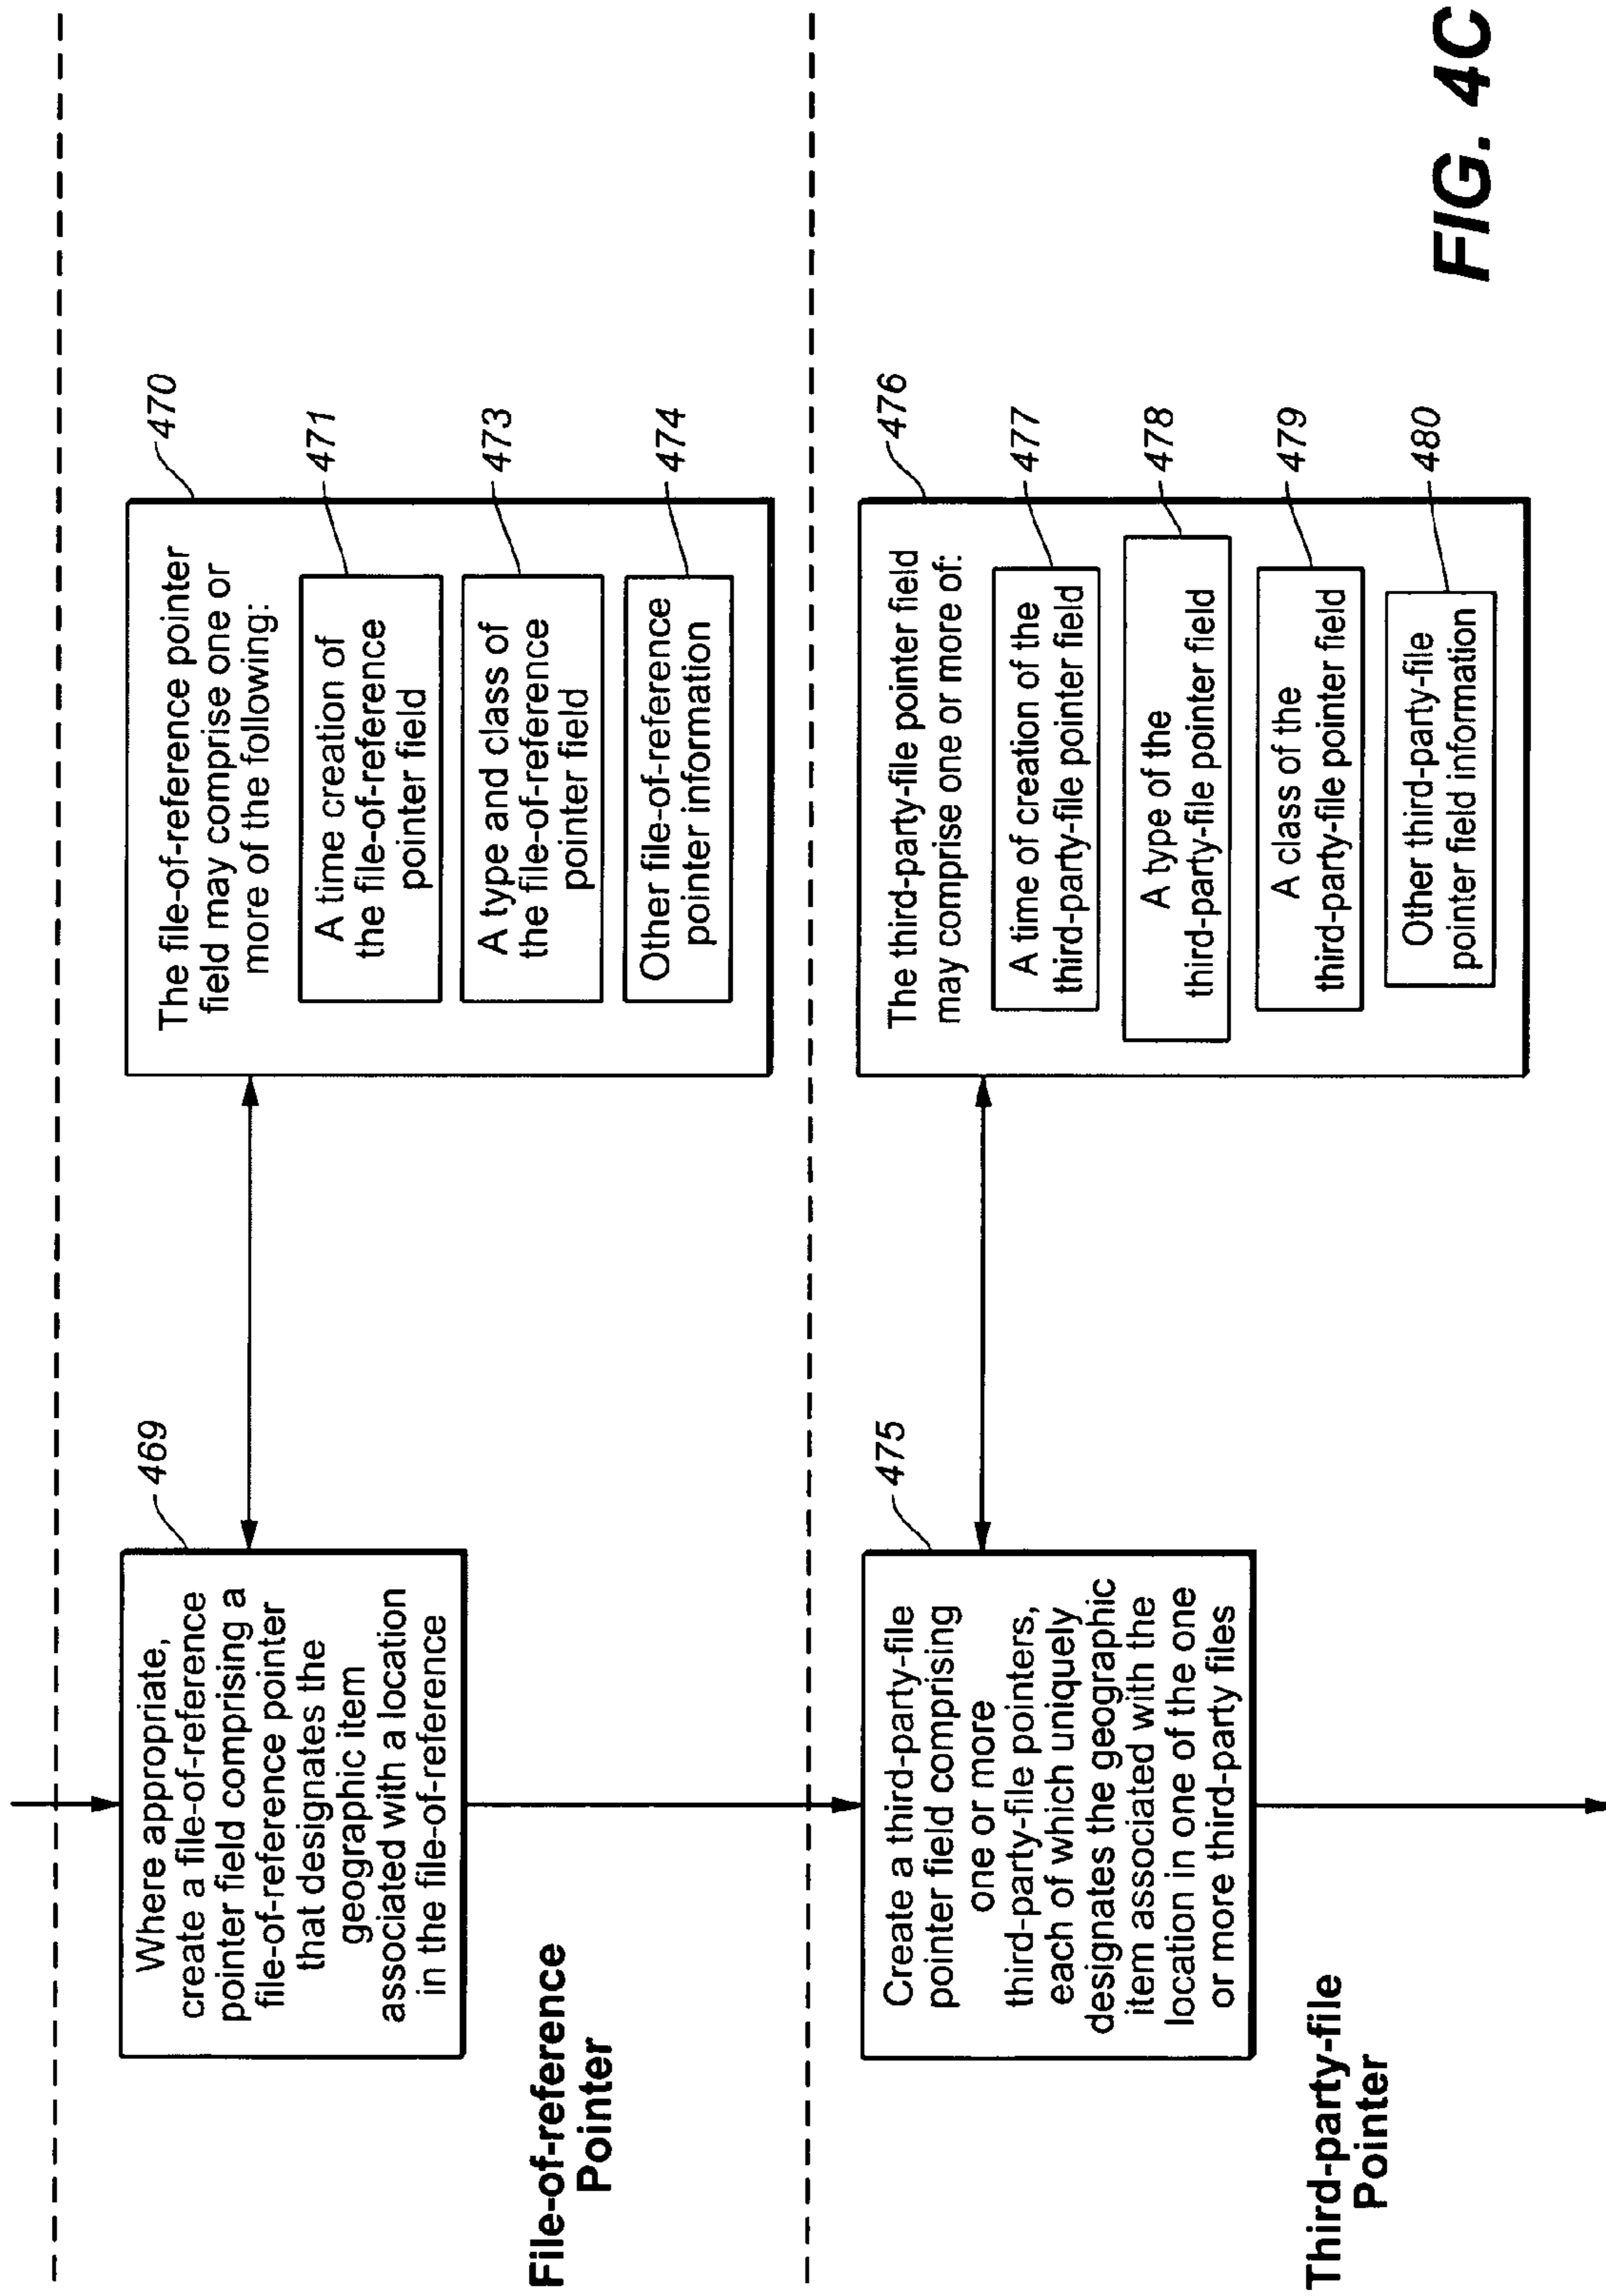 469
Where appropriate,
create a file-of-reference
pointer field comprising a
file-of-reference pointer
that designates the
geographic item
associated with a location
in the file-of-reference
File-of-reference
Pointer
470
The file-of-reference pointer
field may comprise one or
more of the following:
471
A time creation of
the file-of-reference
pointer field
473
A type and class of
the file-of-reference
pointer field
474
Other file-of-reference
pointer information
475
Create a third-party-file
pointer field comprising
one or more
third-party-file pointers,
each of which uniquely
designates the geographic
item associated with the
location in one of the one
or more third-party files
Third-party-file
Pointer
476
The third-party-file pointer field
may comprise one or more of:
477
A time of creation of the
third-party-file pointer field
478
A type of the
third-party-file pointer field
479
A class of the
third-party-file pointer field
480
Other third-party-file
pointer field information
FIG. 4C